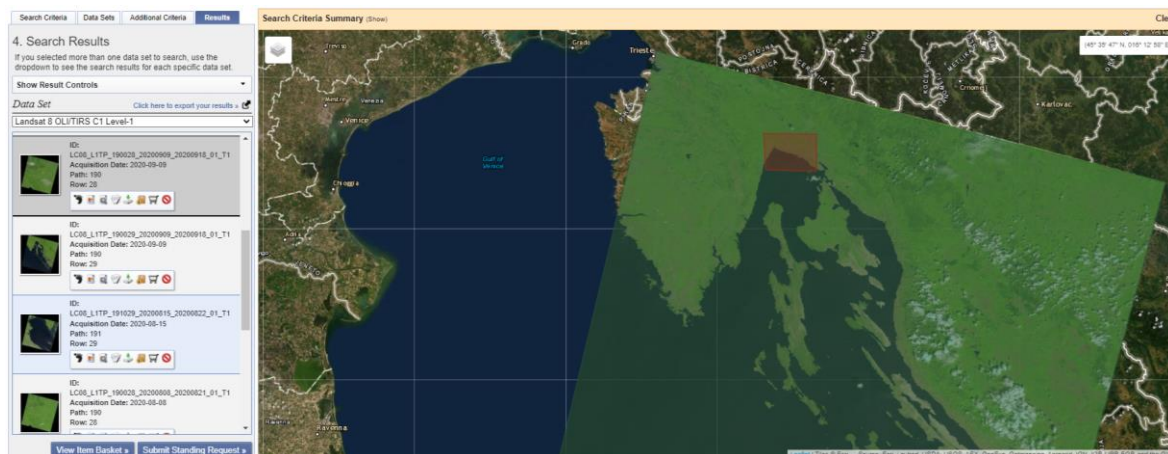 Search Criteria
Data Sets
Additional Criteria
Results
4. Search Results
If you selected more than one data set to search, use the
dropdown to see the search results for each specific data set.
Show Result Controls
Data Set
Click here to export your results »
Landsat 8 OLI/TIRS C1 Level-1
ID:
LC08_L1TP_190028_20200909_20200918_01_T1
Acquisition Date: 2020-09-09
Path: 190
Row: 28
ID:
LC08_L1TP_190029_20200909_20200918_01_T1
Acquisition Date: 2020-09-09
Path: 190
Row: 29
ID:
LC08_L1TP_191029_20200815_20200822_01_T1
Acquisition Date: 2020-08-15
Path: 191
Row: 29
ID:
LC08_L1TP_190028_20200808_20200821_01_T1
Acquisition Date: 2020-08-08
Path: 190
Row: 28
View Item Basket »
Submit Standing Request »
Search Criteria Summary (Show)
Cle
Treviso
Grado
Trieste
Venice
Gulf of
Venice
Chioggia
Ravenna
Karlovac